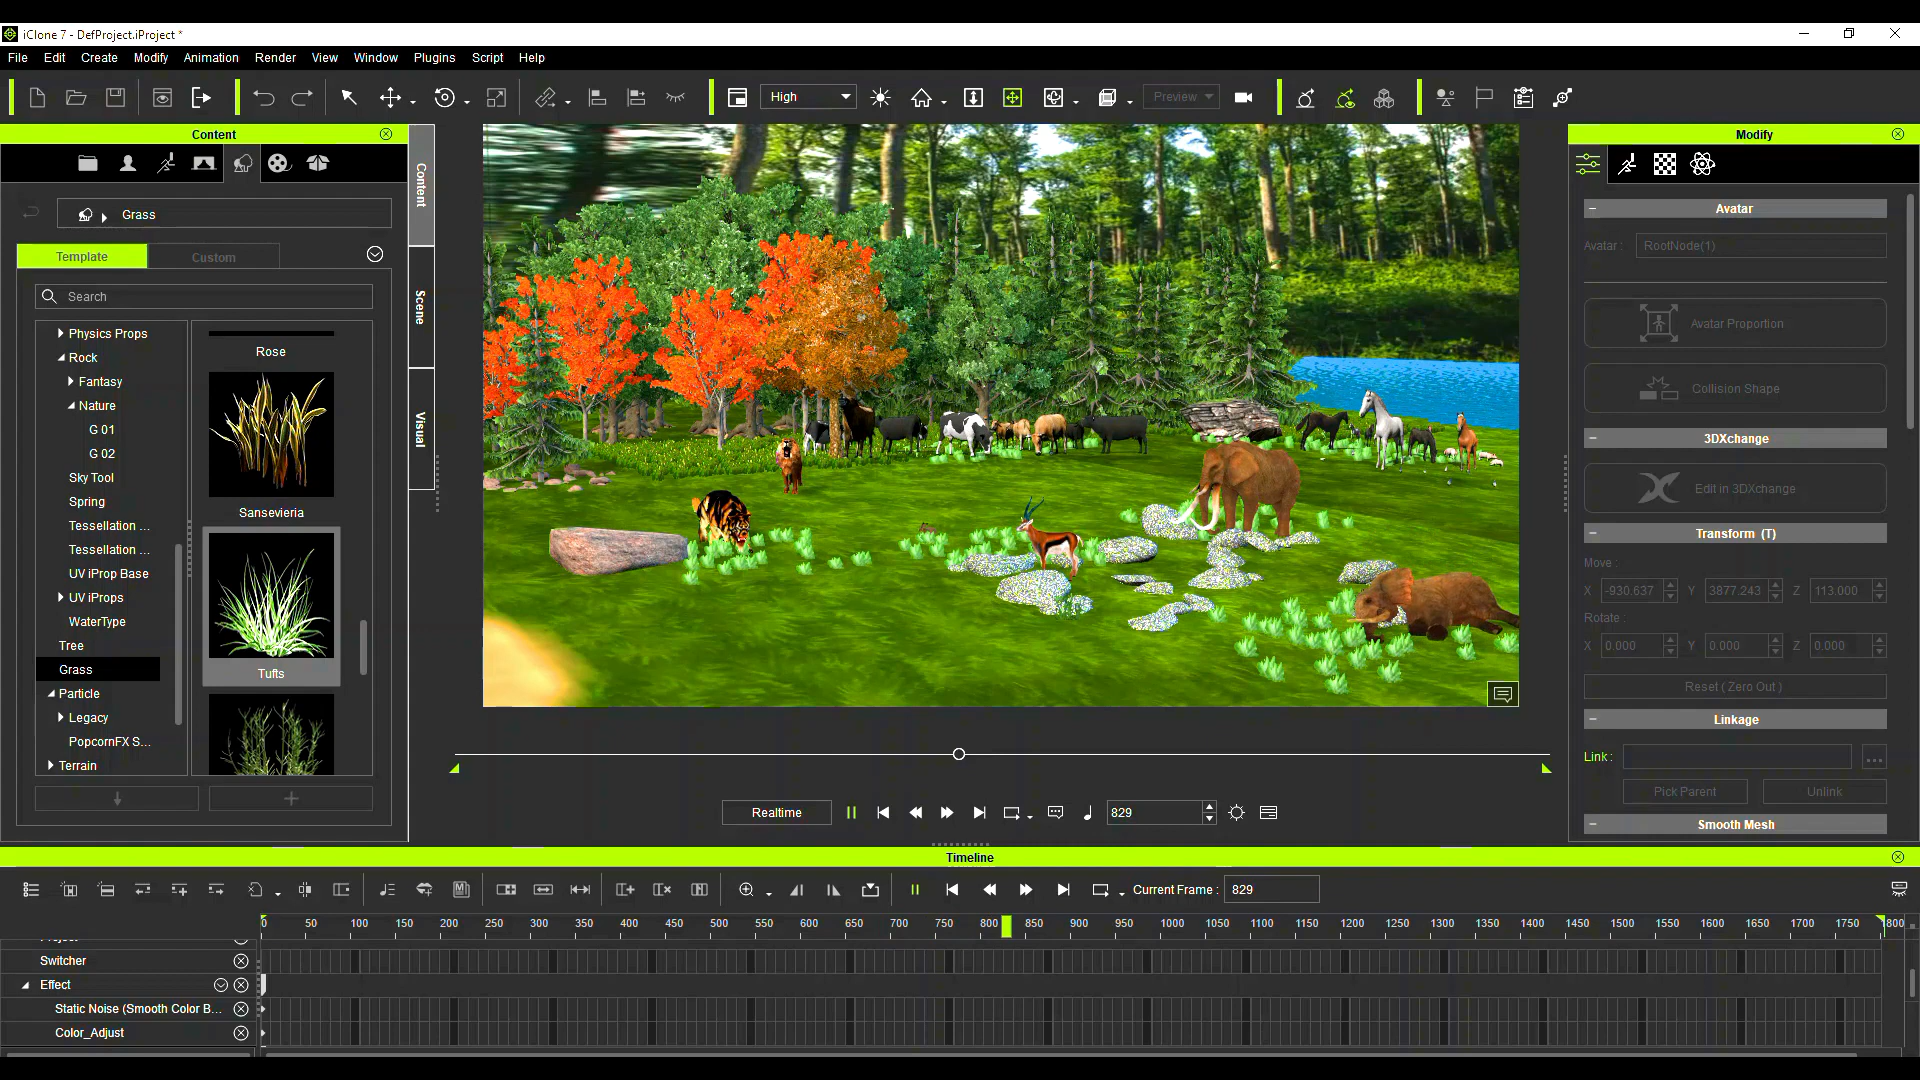 iClone 7 - DefProject.iProject *
File Edit Create Modify Animation Render View Window Plugins Script Help
High
Preview
Content
Modify
Content
Scene
Visual
Grass
Template
Custom
Search
Physics Props
Rock
Fantasy
Nature
G 01
G 02
Sky Tool
Spring
Tessellation ...
Tessellation ...
UV iProp Base
UV iProps
WaterType
Tree
Grass
Particle
Legacy
PopcornFX S...
Terrain
Rose
Sansevieria
Tufts
Avatar
Avatar : RootNode(1)
Avatar Proportion
Collision Shape
3DXchange
Edit in 3DXchange
Transform (T)
Move :
X -930.637 Y 3877.243 Z 113.000
Rotate :
X 0.000 Y 0.000 Z 0.000
Reset ( Zero Out )
Linkage
Link :
...
Pick Parent Unlink
Smooth Mesh
Realtime
829
Timeline
Current Frame : 829
0 50 100 150 200 250 300 350 400 450 500 550 600 650 700 750 800 850 900 950 1000 1050 1100 1150 1200 1250 1300 1350 1400 1450 1500 1550 1600 1650 1700 1750 1800
Switcher
Effect
Static Noise (Smooth Color B...
Color_Adjust